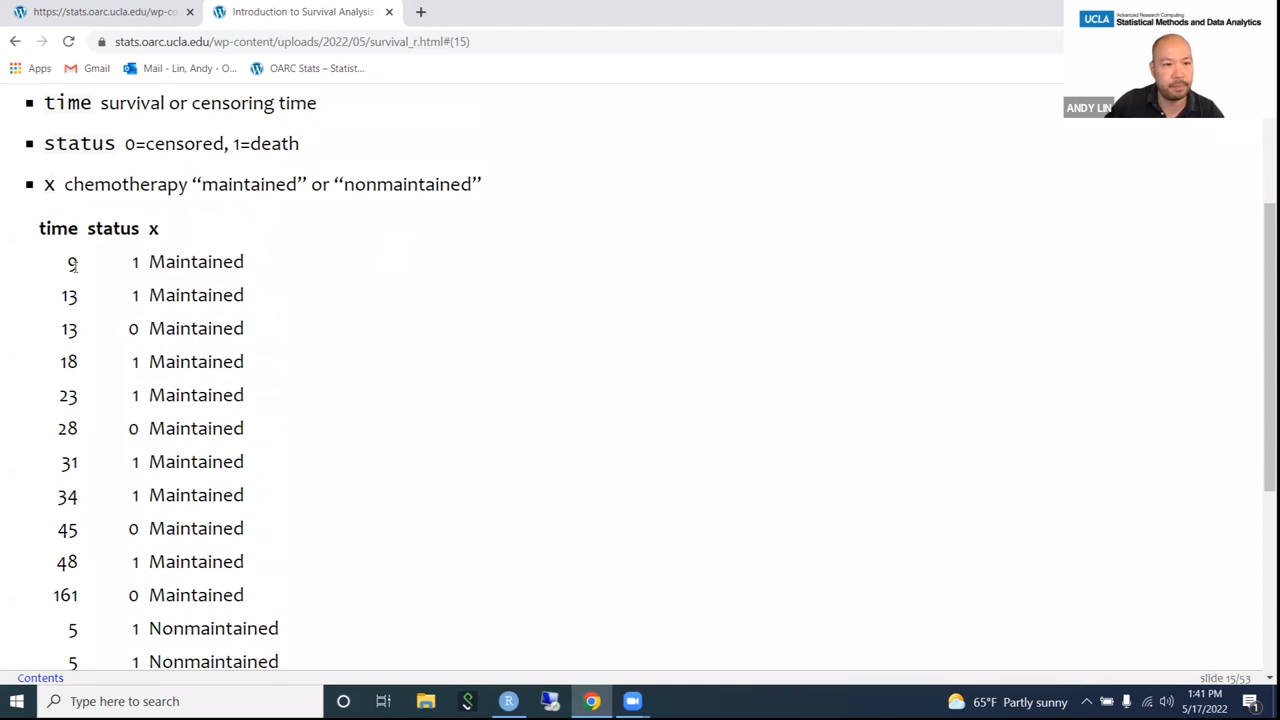 https://stats.oarc.ucla.edu/wp-co
Introduction to Survival Analysis
UCLA
Advanced Research Computing
Statistical Methods and Data Analytics
stats.oarc.ucla.edu/wp-content/uploads/2022/05/survival_r.html#(15)
Apps
Gmail
Mail - Lin, Andy - O...
OARC Stats – Statist...
ANDY LIN
time survival or censoring time
status 0=censored, 1=death
x chemotherapy “maintained” or “nonmaintained”
time status x
9 1 Maintained
13 1 Maintained
13 0 Maintained
18 1 Maintained
23 1 Maintained
28 0 Maintained
31 1 Maintained
34 1 Maintained
45 0 Maintained
48 1 Maintained
161 0 Maintained
5 1 Nonmaintained
5 1 Nonmaintained
Contents
slide 15/53
Type here to search
65°F Partly sunny
1:41 PM
5/17/2022